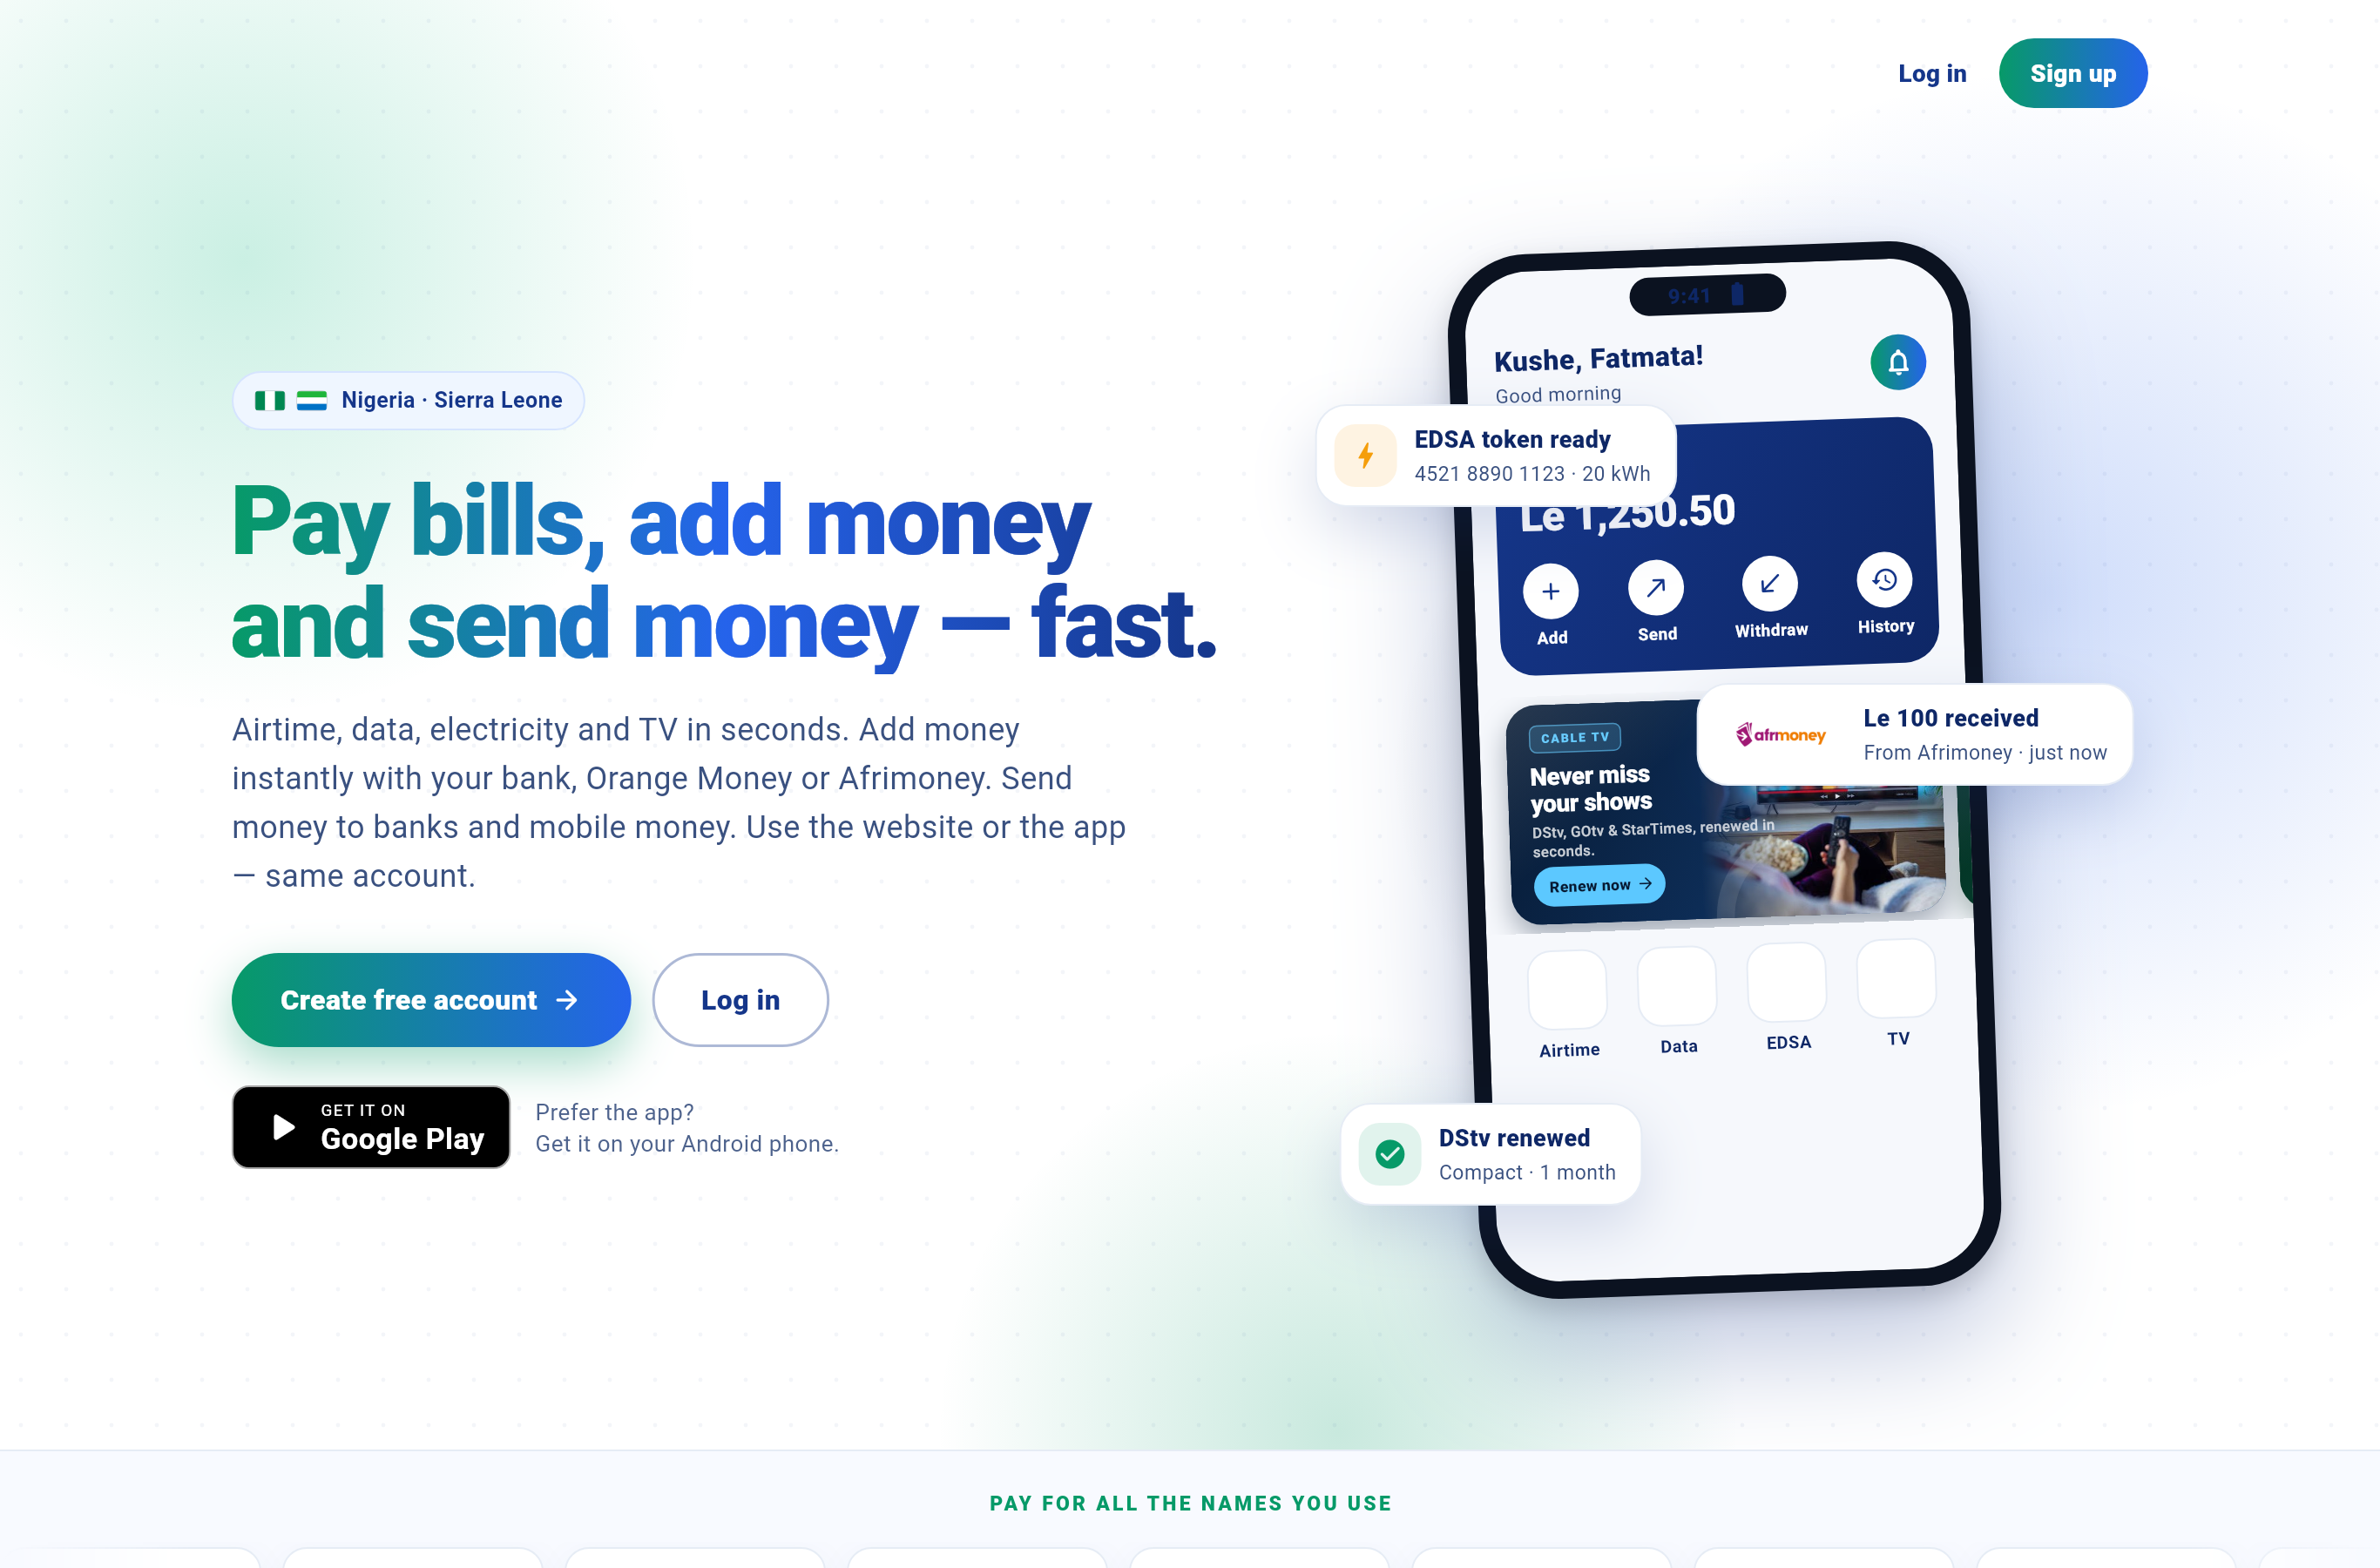 Log in
Sign up
Nigeria · Sierra Leone
Pay bills, add money
and send money — fast.
Airtime, data, electricity and TV in seconds. Add money
instantly with your bank, Orange Money or Afrimoney. Send
money to banks and mobile money. Use the website or the app
— same account.
Create free account
Log in
GET IT ON
Google Play
Prefer the app?
Get it on your Android phone.
9:41
Kushe, Fatmata!
Good morning
EDSA token ready
4521 8890 1123 · 20 kWh
Le 1,250.50
Add
Send
Withdraw
History
afrimoney
Le 100 received
From Afrimoney · just now
CABLE TV
Never miss
your shows
DStv, GOtv & StarTimes, renewed in
seconds.
Renew now
Airtime
Data
EDSA
TV
DStv renewed
Compact · 1 month
PAY FOR ALL THE NAMES YOU USE